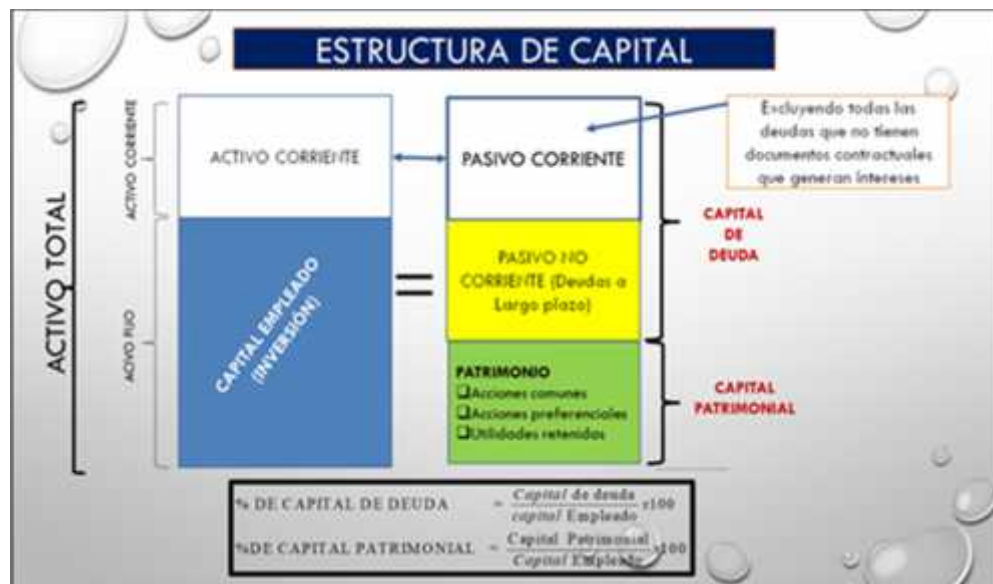 ESTRUCTURA DE CAPITAL
ACTIVO TOTAL
ACTIVO CORRIENTE
ACIVO FIJO
ACTIVO CORRIENTE
CAPITAL EMPLEADO
(INVERSIÓN)
=
PASIVO CORRIENTE
PASIVO NO
CORRIENTE (Deudas a
Largo plazo)
PATRIMONIO
❑Acciones comunes
❑Acciones preferenciales
❑Utilidades retenidas
Excluyendo todas las
deudas que no tienen
documentos contractuales
que generan intereses
CAPITAL
DE
DEUDA
CAPITAL
PATRIMONIAL
% DE CAPITAL DE DEUDA = Capital de deuda / capital Empleado x100
%DE CAPITAL PATRIMONIAL = Capital Patrimonial / Capital Empleado x100